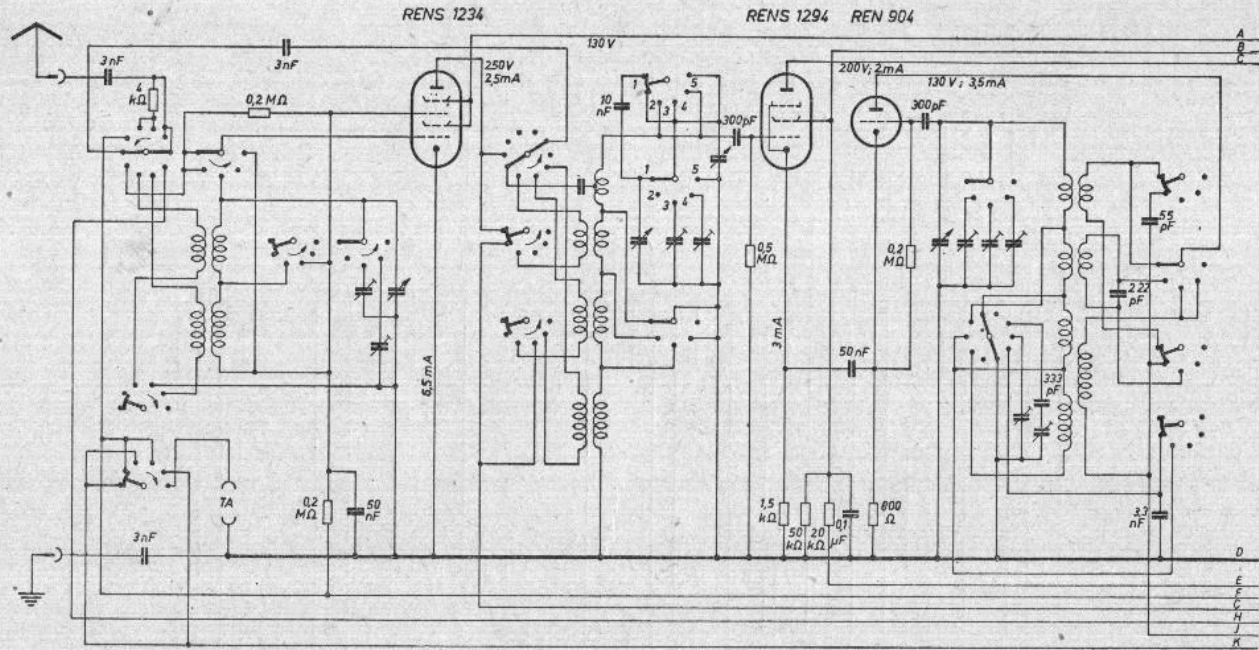 RENS 1234
RENS 1294 REN 904
A
B
C
130 V
3 nF
3 nF
250V
2,5mA
200V; 2mA
130 V ; 3,5mA
4
kΩ
0,2 MΩ
1
5
10
nF
2
3
4
300pF
300pF
1
5
2
3
4
55
pF
0,5
MΩ
0,2
MΩ
2 22
pF
3 mA
50 nF
6,5 mA
333
pF
TA
0,2
MΩ
50
nF
1,5
kΩ
50
kΩ
20
kΩ
0,1
µF
800
Ω
3,3
nF
3 nF
D
E
F
C
H
J
K